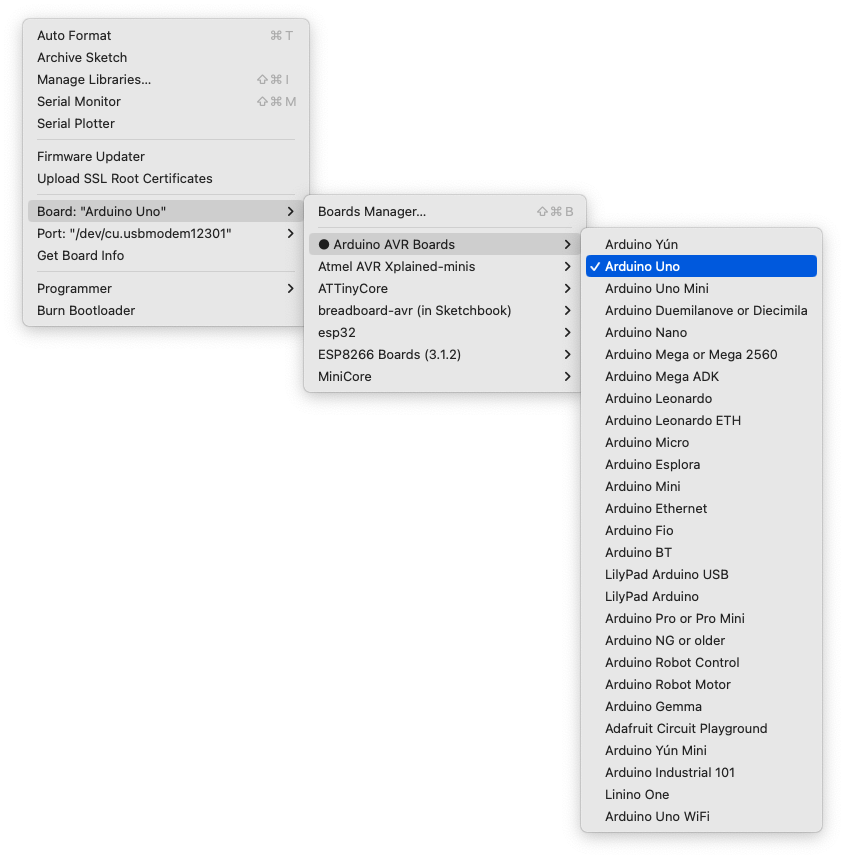 Auto Format ⌘ T
Archive Sketch
Manage Libraries... ⇧ ⌘ I
Serial Monitor ⇧ ⌘ M
Serial Plotter
Firmware Updater
Upload SSL Root Certificates
Board: "Arduino Uno"
Port: "/dev/cu.usbmodem12301"
Get Board Info
Programmer
Burn Bootloader
Boards Manager... ⇧ ⌘ B
Arduino AVR Boards
Atmel AVR Xplained-minis
ATTinyCore
breadboard-avr (in Sketchbook)
esp32
ESP8266 Boards (3.1.2)
MiniCore
Arduino Yún
✓ Arduino Uno
Arduino Uno Mini
Arduino Duemilanove or Diecimila
Arduino Nano
Arduino Mega or Mega 2560
Arduino Mega ADK
Arduino Leonardo
Arduino Leonardo ETH
Arduino Micro
Arduino Esplora
Arduino Mini
Arduino Ethernet
Arduino Fio
Arduino BT
LilyPad Arduino USB
LilyPad Arduino
Arduino Pro or Pro Mini
Arduino NG or older
Arduino Robot Control
Arduino Robot Motor
Arduino Gemma
Adafruit Circuit Playground
Arduino Yún Mini
Arduino Industrial 101
Linino One
Arduino Uno WiFi